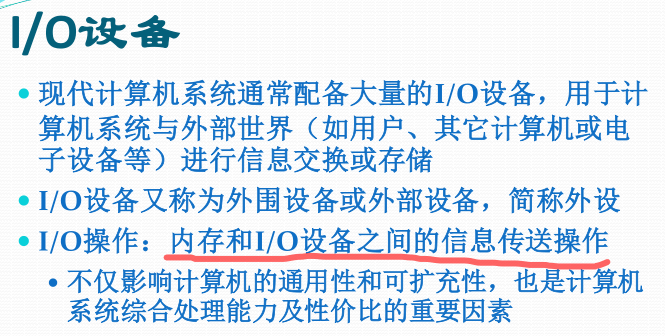 I/O设备
现代计算机系统通常配备大量的I/O设备，用于计
算机系统与外部世界（如用户、其它计算机或电
子设备等）进行信息交换或存储
I/O设备又称为外围设备或外部设备，简称外设
I/O操作：内存和I/O设备之间的信息传送操作
不仅影响计算机的通用性和可扩充性，也是计算机
系统综合处理能力及性价比的重要因素